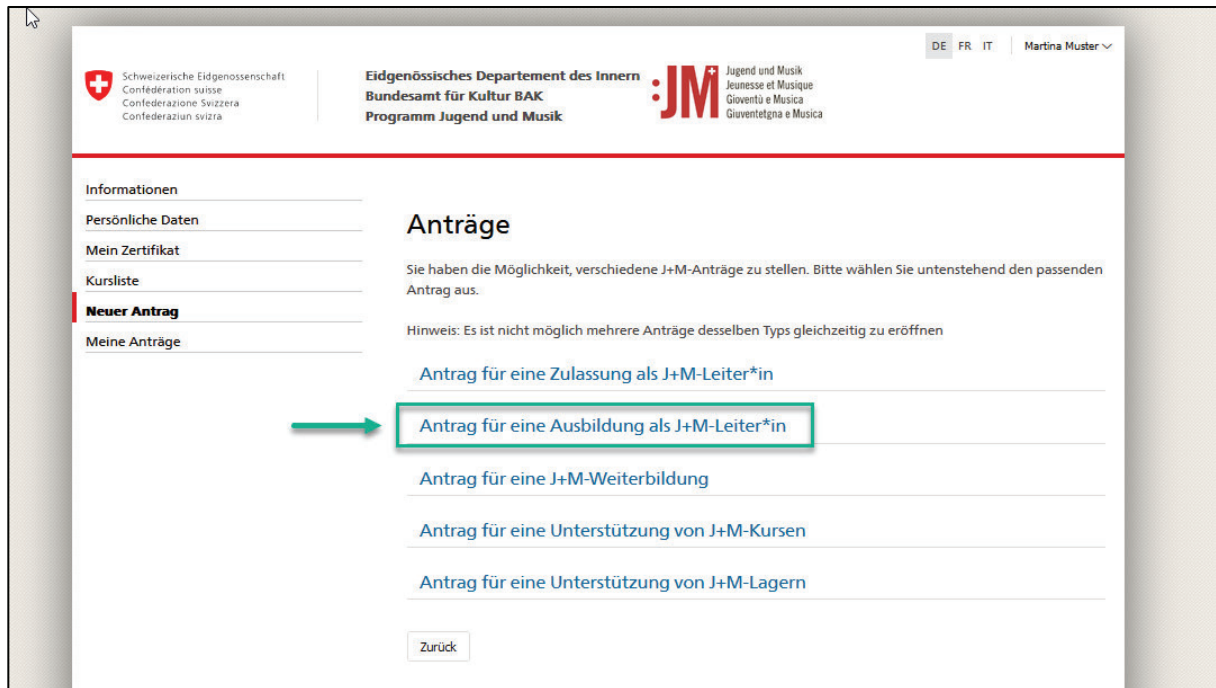 DE FR IT Martina Muster
Schweizerische Eidgenossenschaft
Confédération suisse
Confederazione Svizzera
Confederaziun svizra
Eidgenössisches Departement des Innern
Bundesamt für Kultur BAK
Programm Jugend und Musik
:JM
Jugend und Musik
Jeunesse et Musique
Gioventù e Musica
Giuventetgna e Musica
Informationen
Persönliche Daten
Mein Zertifikat
Kursliste
Neuer Antrag
Meine Anträge
Anträge
Sie haben die Möglichkeit, verschiedene J+M-Anträge zu stellen. Bitte wählen Sie untenstehend den passenden
Antrag aus.
Hinweis: Es ist nicht möglich mehrere Anträge desselben Typs gleichzeitig zu eröffnen
Antrag für eine Zulassung als J+M-Leiter*in
Antrag für eine Ausbildung als J+M-Leiter*in
Antrag für eine J+M-Weiterbildung
Antrag für eine Unterstützung von J+M-Kursen
Antrag für eine Unterstützung von J+M-Lagern
Zurück